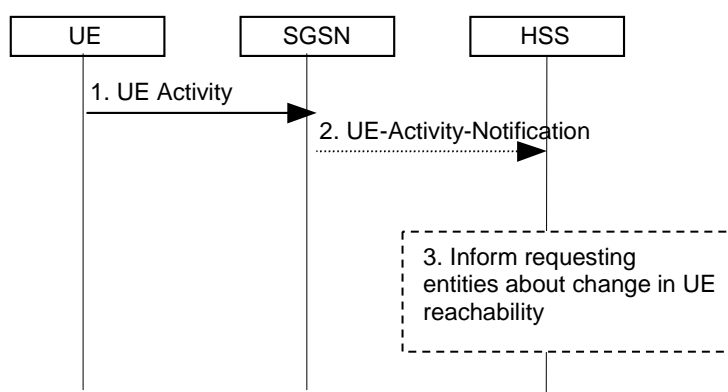 UE
SGSN
HSS
1. UE Activity
2. UE-Activity-Notification
3. Inform requesting
entities about change in UE
reachability